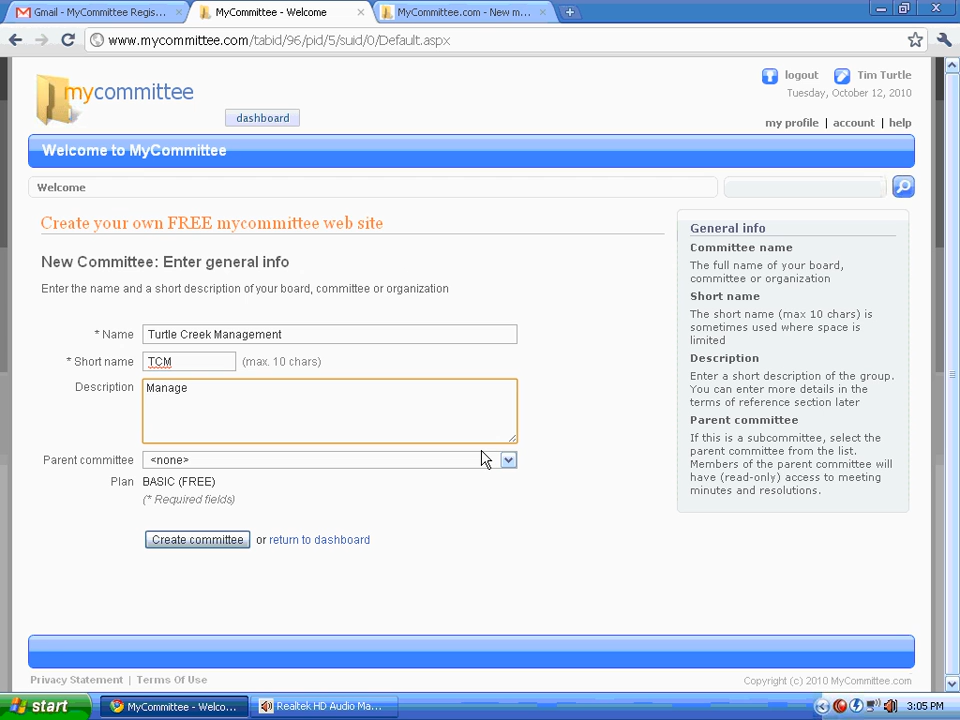 Gmail - MyCommittee Regis...
MyCommittee - Welcome
MyCommittee.com - New m...
www.mycommittee.com/tabid/96/pid/5/suid/0/Default.aspx
mycommittee
dashboard
logout
Tim Turtle
Tuesday, October 12, 2010
my profile | account | help
Welcome to MyCommittee
Welcome
Create your own FREE mycommittee web site
New Committee: Enter general info
Enter the name and a short description of your board, committee or organization
* Name Turtle Creek Management
* Short name TCM (max. 10 chars)
Description Manage
Parent committee <none>
Plan BASIC (FREE)
(* Required fields)
Create committee or return to dashboard
General info
Committee name
The full name of your board,
committee or organization
Short name
The short name (max 10 chars) is
sometimes used where space is
limited
Description
Enter a short description of the group.
You can enter more details in the
terms of reference section later
Parent committee
If this is a subcommittee, select the
parent committee from the list.
Members of the parent committee will
have (read-only) access to meeting
minutes and resolutions.
Privacy Statement | Terms Of Use
Copyright (c) 2010 MyCommittee.com
start
MyCommittee - Welco...
Realtek HD Audio Ma...
3:05 PM